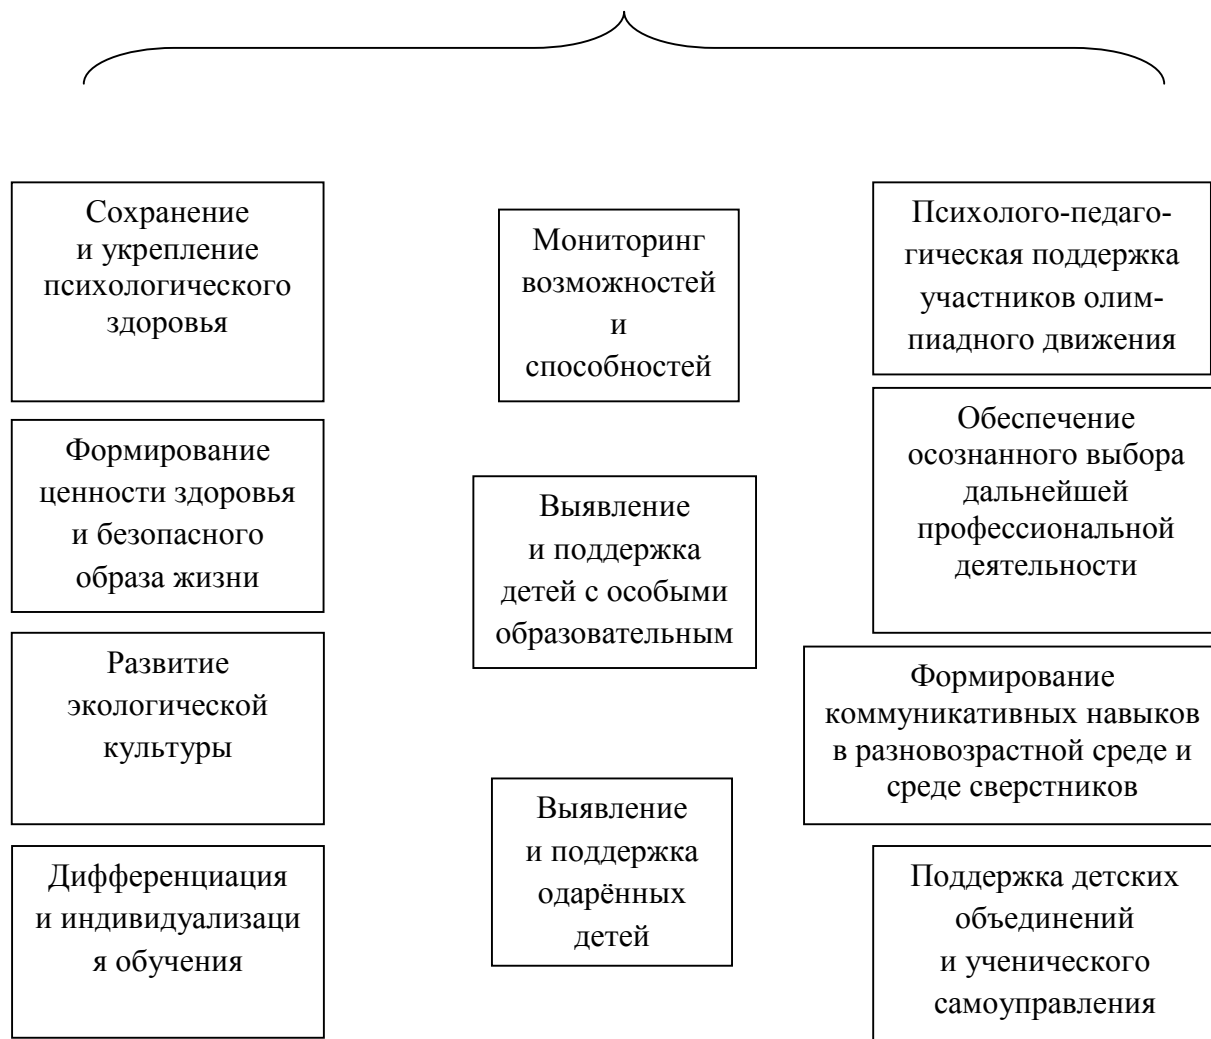 Сохранение
и укрепление
психологического
здоровья
Формирование
ценности здоровья
и безопасного
образа жизни
Развитие
экологической
культуры
Дифференциация
и индивидуализаци
я обучения
Мониторинг
возможностей
и
способностей
Выявление
и поддержка
детей с особыми
образовательным
Выявление
и поддержка
одарённых
детей
Психолого-педаго-
гическая поддержка
участников олим-
пиадного движения
Обеспечение
осознанного выбора
дальнейшей
профессиональной
деятельности
Формирование
коммуникативных навыков
в разновозрастной среде и
среде сверстников
Поддержка детских
объединений
и ученического
самоуправления